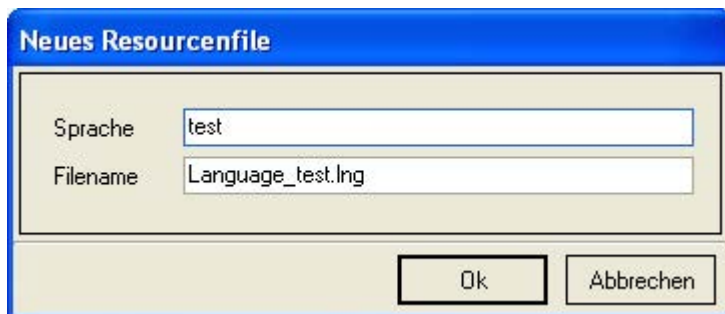 Neues Resourcenfile
Sprache test
Filename Language_test.lng
Ok Abbrechen